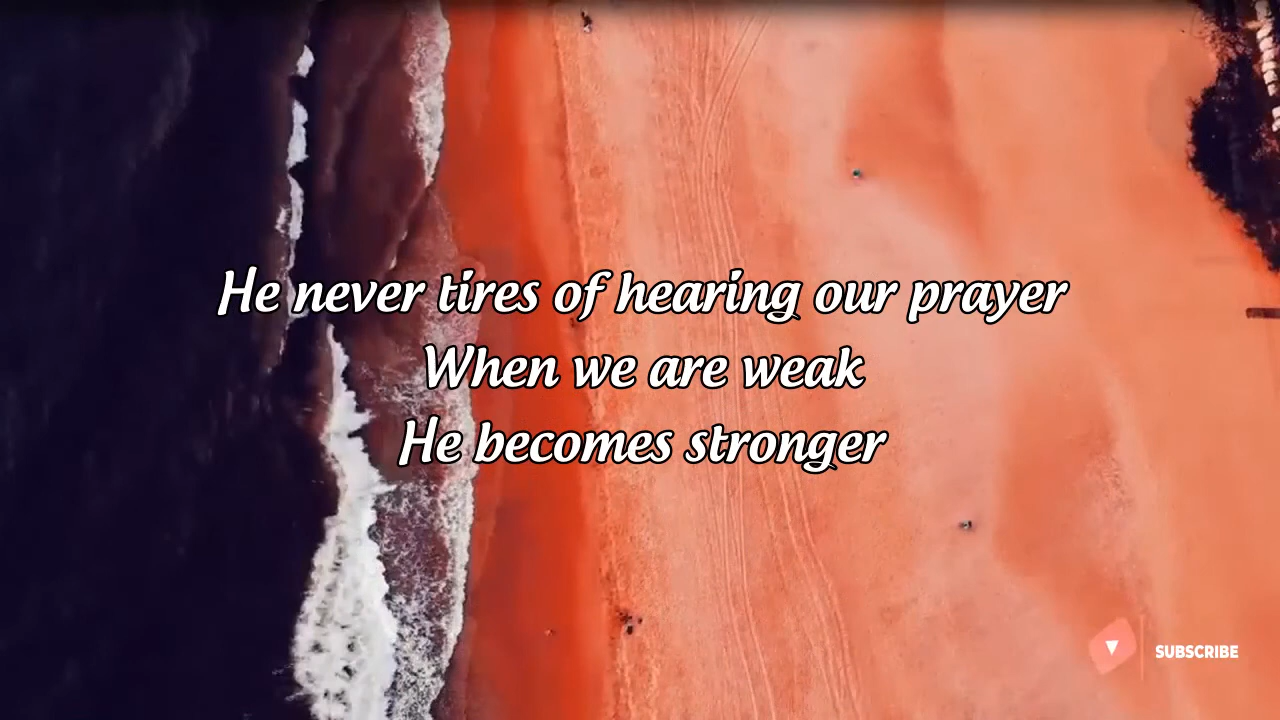 He never tires of hearing our prayer
When we are weak
He becomes stronger
SUBSCRIBE